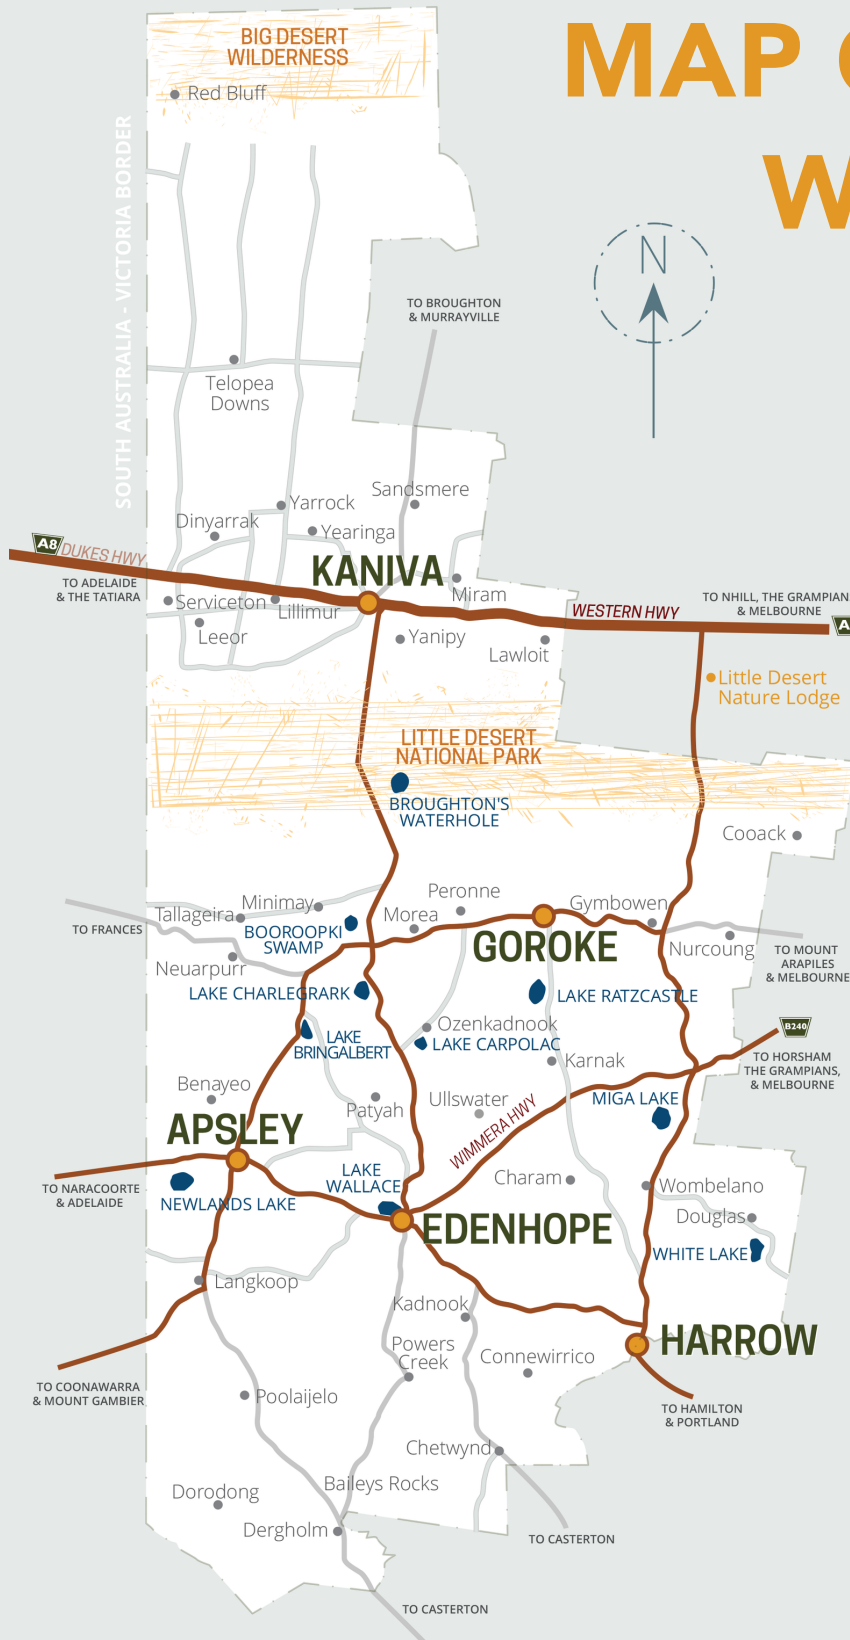 MAP
W
BIG DESERT
WILDERNESS
Red Bluff
SOUTH AUSTRALIA - VICTORIA BORDER
N
TO BROUGHTON
& MURRAYVILLE
Telopea
Downs
Sandsmere
Yarrock
Dinyarrak
Yearinga
A8
DUKES HWY
KANIVA
TO ADELAIDE
& THE TATIARA
Miram
TO NHILL, THE GRAMPIAN
& MELBOURNE
Serviceton
Lillimur
WESTERN HWY
A
Leeor
Yanipy
Lawloit
Little Desert
Nature Lodge
LITTLE DESERT
NATIONAL PARK
BROUGHTON'S
WATERHOLE
Cooack
Peronne
Minimay
Gymbowen
Tallageira
Morea
TO FRANCES
BOOROOPKI
SWAMP
GOROKE
Nurcoung
TO MOUNT
ARAPILES
& MELBOURNE
Neuarpurr
LAKE CHARLEGRARK
LAKE RATZCASTLE
Ozenkadnook
B240
LAKE
BRINGALBERT
LAKE CARPOLAC
Karnak
TO HORSHAM
THE GRAMPIANS,
& MELBOURNE
Benayeo
Patyah
Ullswater
MIGA LAKE
APSLEY
WIMMERA HWY
LAKE
WALLACE
Charam
Wombelano
TO NARACOORTE
& ADELAIDE
NEWLANDS LAKE
Douglas
EDENHOPE
WHITE LAKE
Langkoop
Kadnook
HARROW
Powers
Creek
Connewirrico
TO COONAWARRA
& MOUNT GAMBIER
Poolaijelo
TO HAMILTON
& PORTLAND
Chetwynd
Baileys Rocks
Dorodong
Dergholm
TO CASTERTON
TO CASTERTON